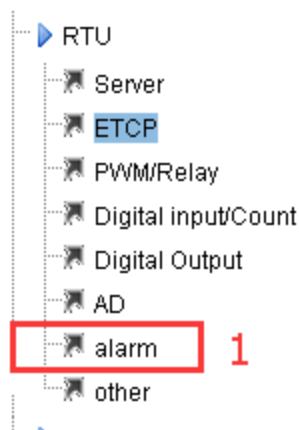 RTU
Server
ETCP
PWM/Relay
Digital input/Count
Digital Output
AD
alarm 1
other